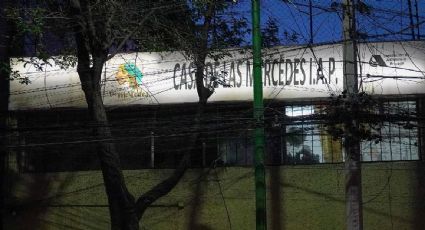 CASA DE LAS MERCEDES I.A.P.